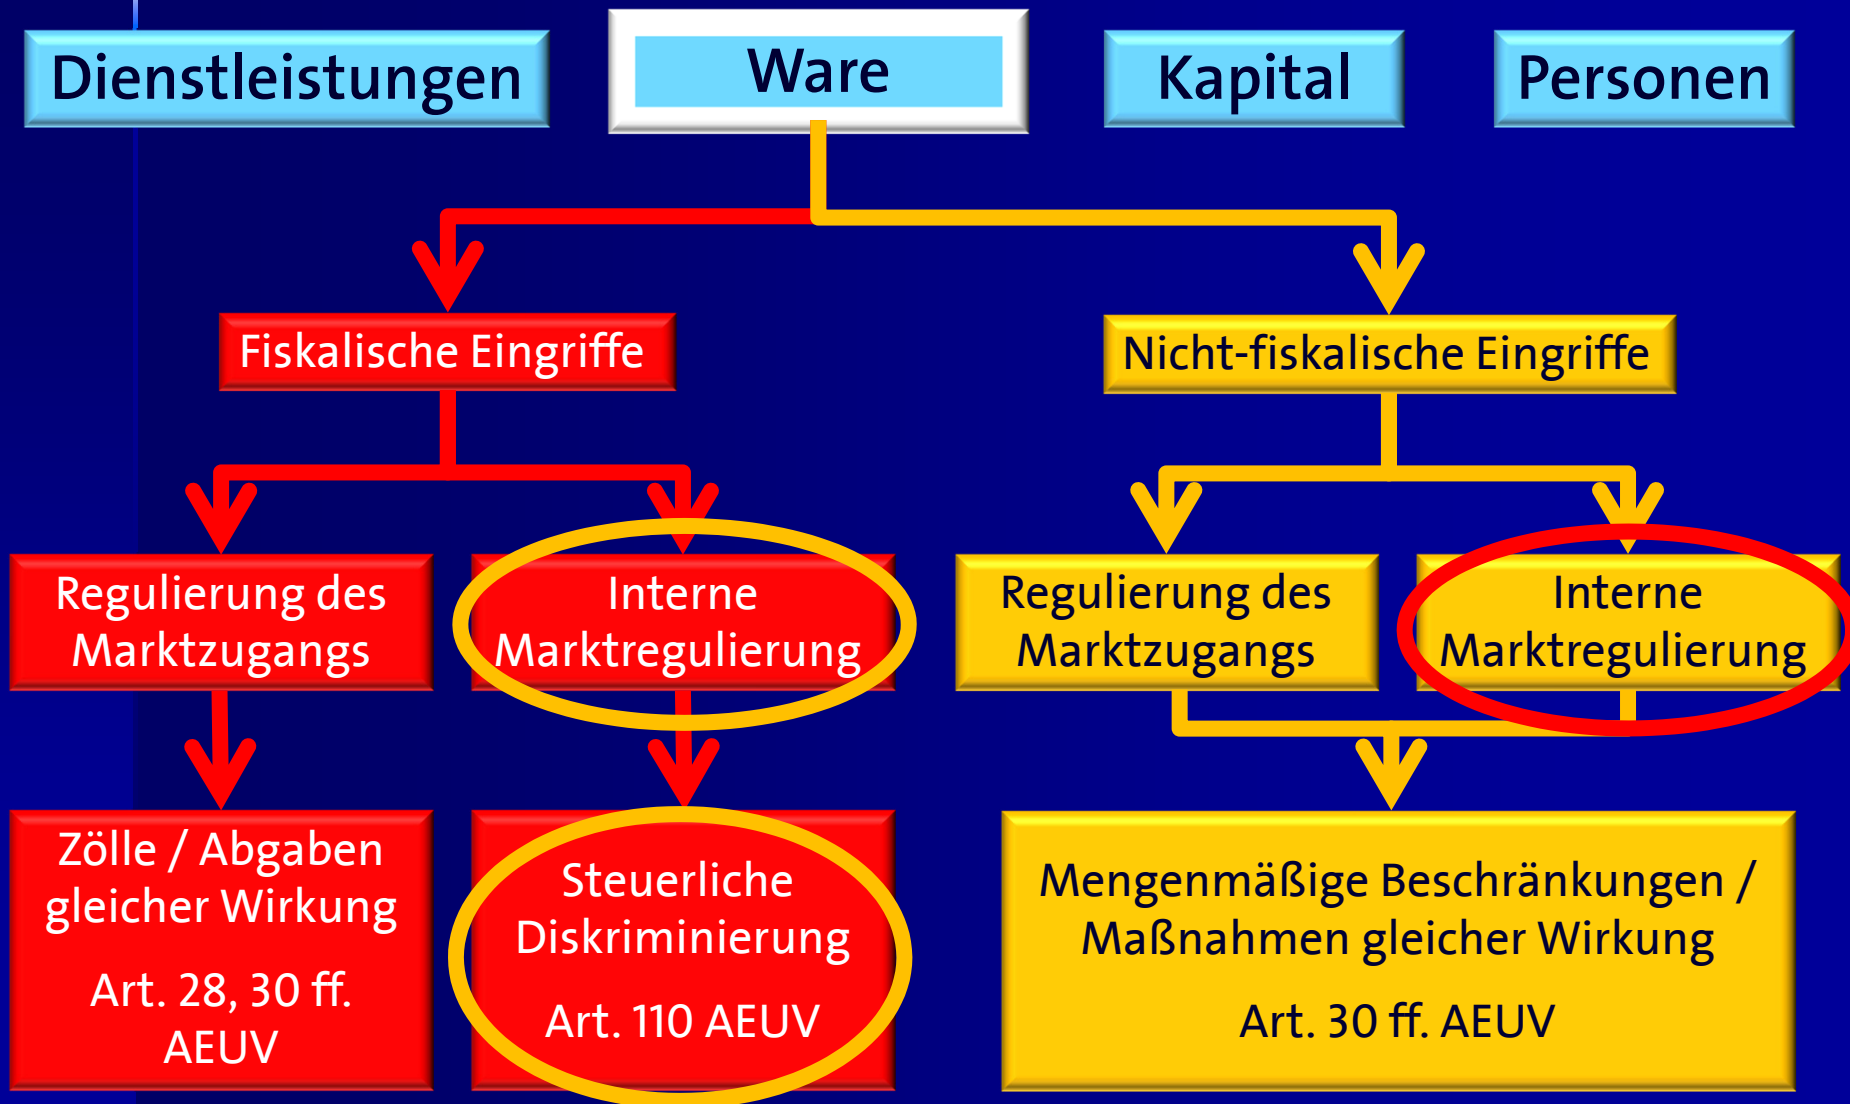 Dienstleistungen
Ware
Kapital
Personen
Fiskalische Eingriffe
Nicht-fiskalische Eingriffe
Regulierung des
Marktzugangs
Interne
Marktregulierung
Regulierung des
Marktzugangs
Interne
Marktregulierung
Zölle / Abgaben
gleicher Wirkung
Art. 28, 30 ff.
AEUV
Steuerliche
Diskriminierung
Art. 110 AEUV
Mengenmäßige Beschränkungen /
Maßnahmen gleicher Wirkung
Art. 30 ff. AEUV